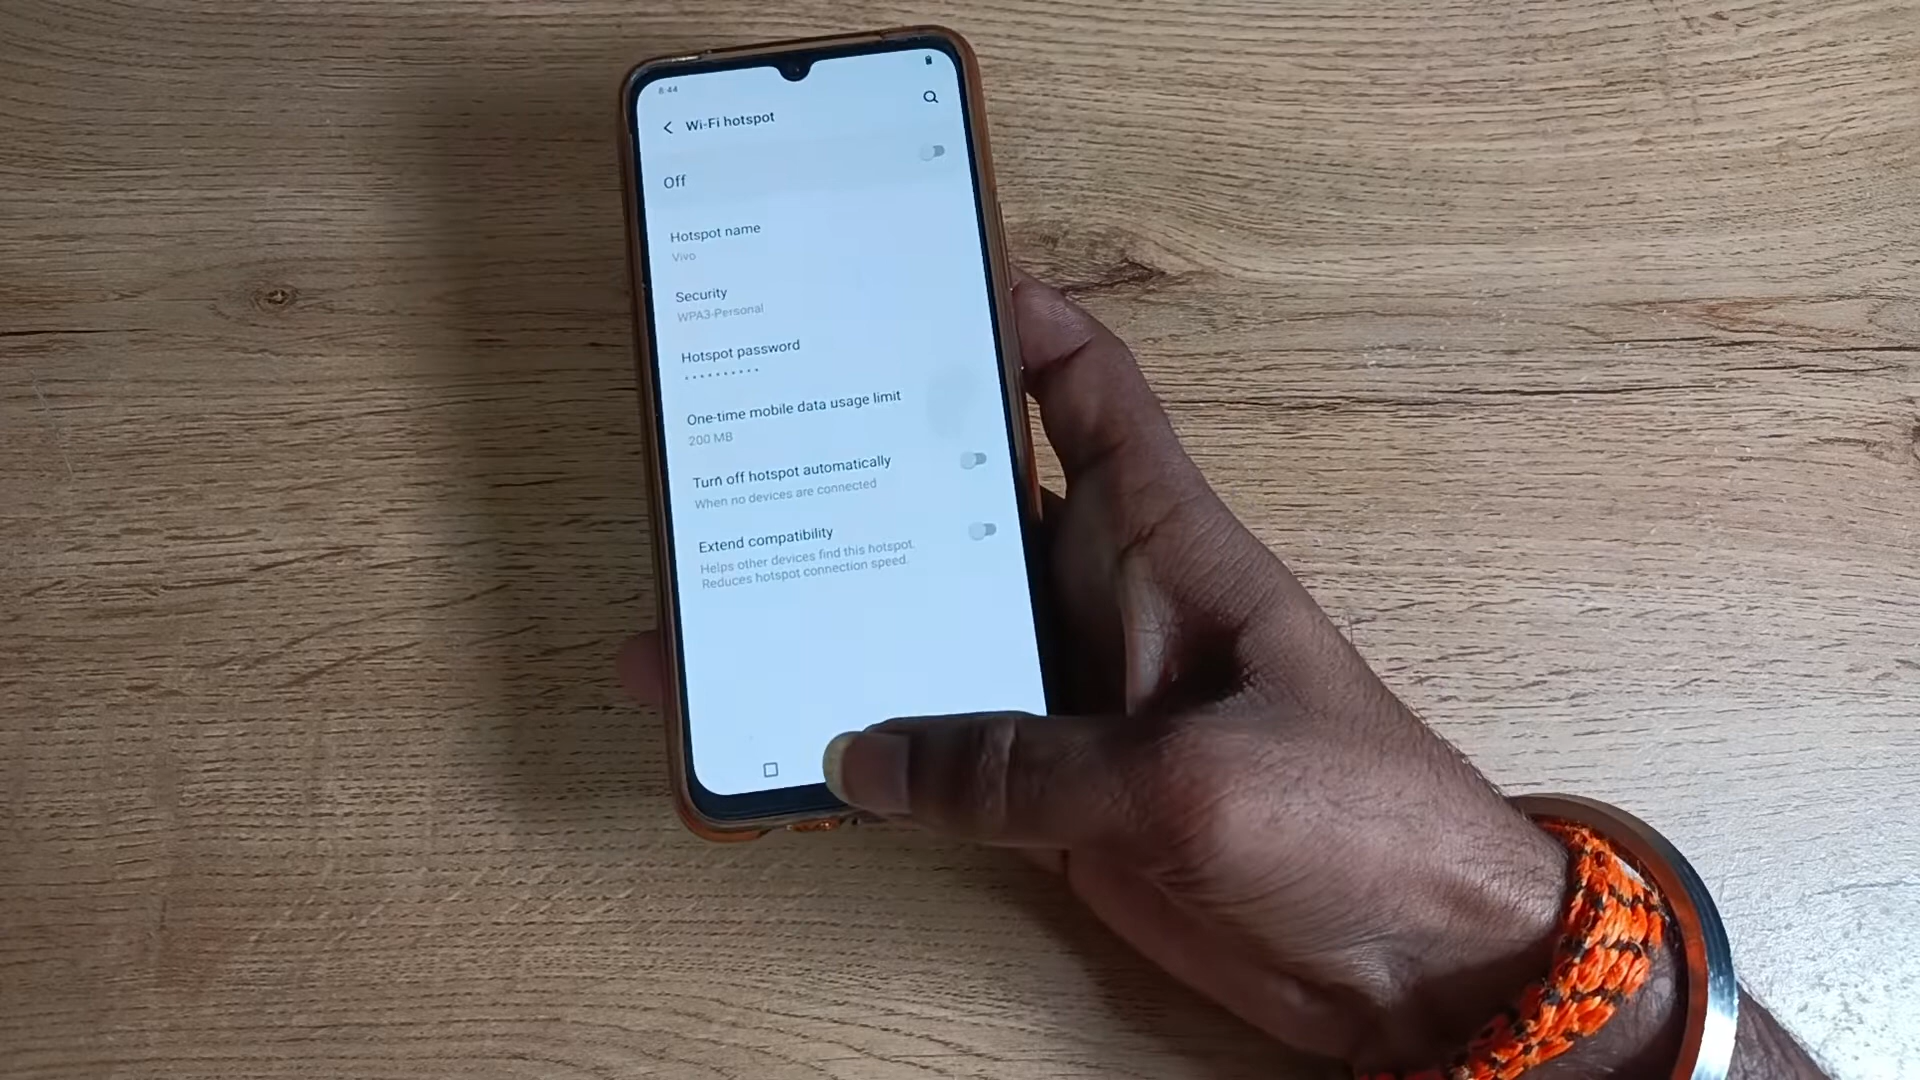 8:44
Wi-Fi hotspot
Off
Hotspot name
Vivo
Security
WPA3-Personal
Hotspot password
••••••••••
One-time mobile data usage limit
200 MB
Turn off hotspot automatically
When no devices are connected
Extend compatibility
Helps other devices find this hotspot.
Reduces hotspot connection speed.